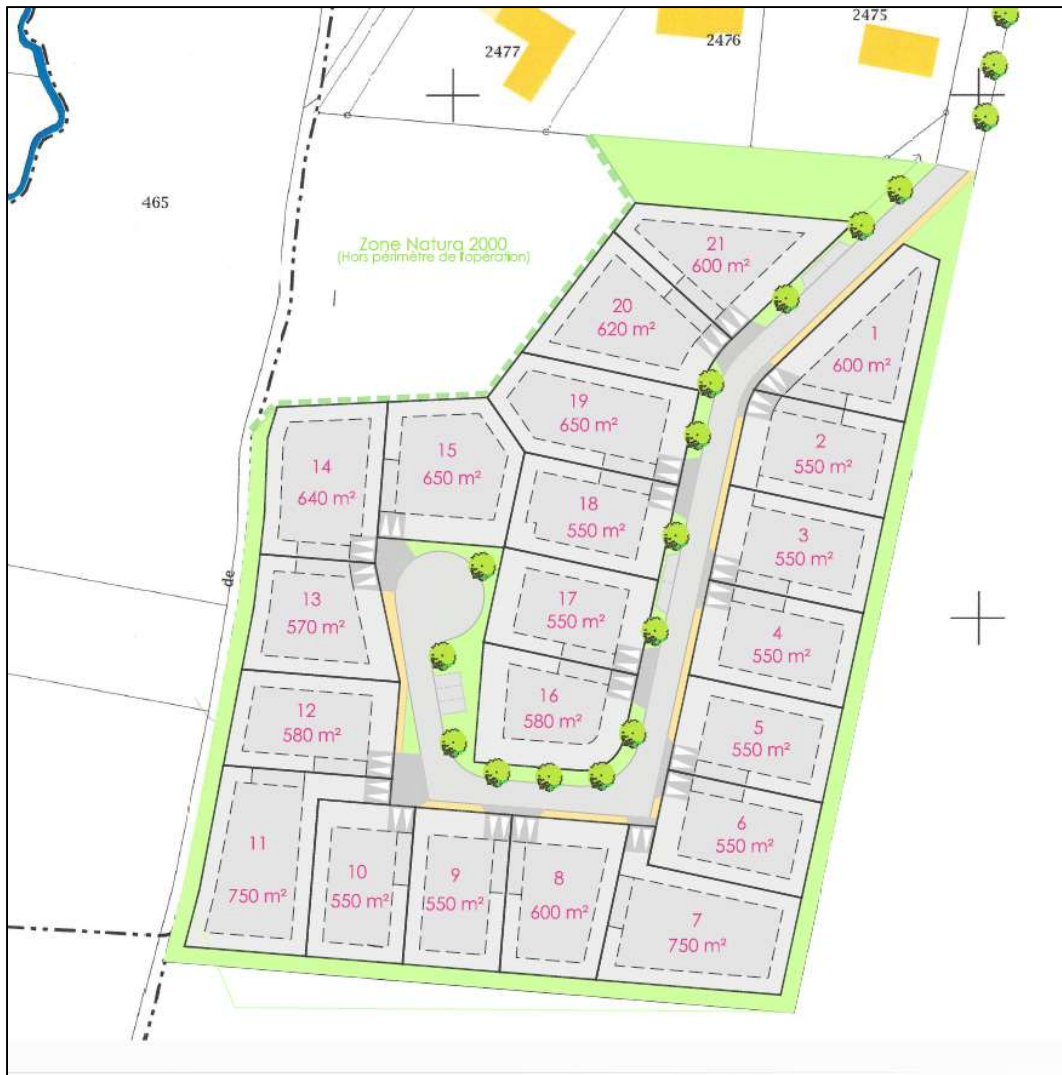 2475
2477
2476
465
Zone Natura 2000
(Hors périmètre de l'opération)
21
600 m²
20
620 m²
1
600 m²
19
650 m²
2
550 m²
15
650 m²
14
640 m²
18
550 m²
3
550 m²
de
13
570 m²
17
550 m²
4
550 m²
16
580 m²
12
580 m²
5
550 m²
6
550 m²
11
750 m²
10
550 m²
9
550 m²
8
600 m²
7
750 m²